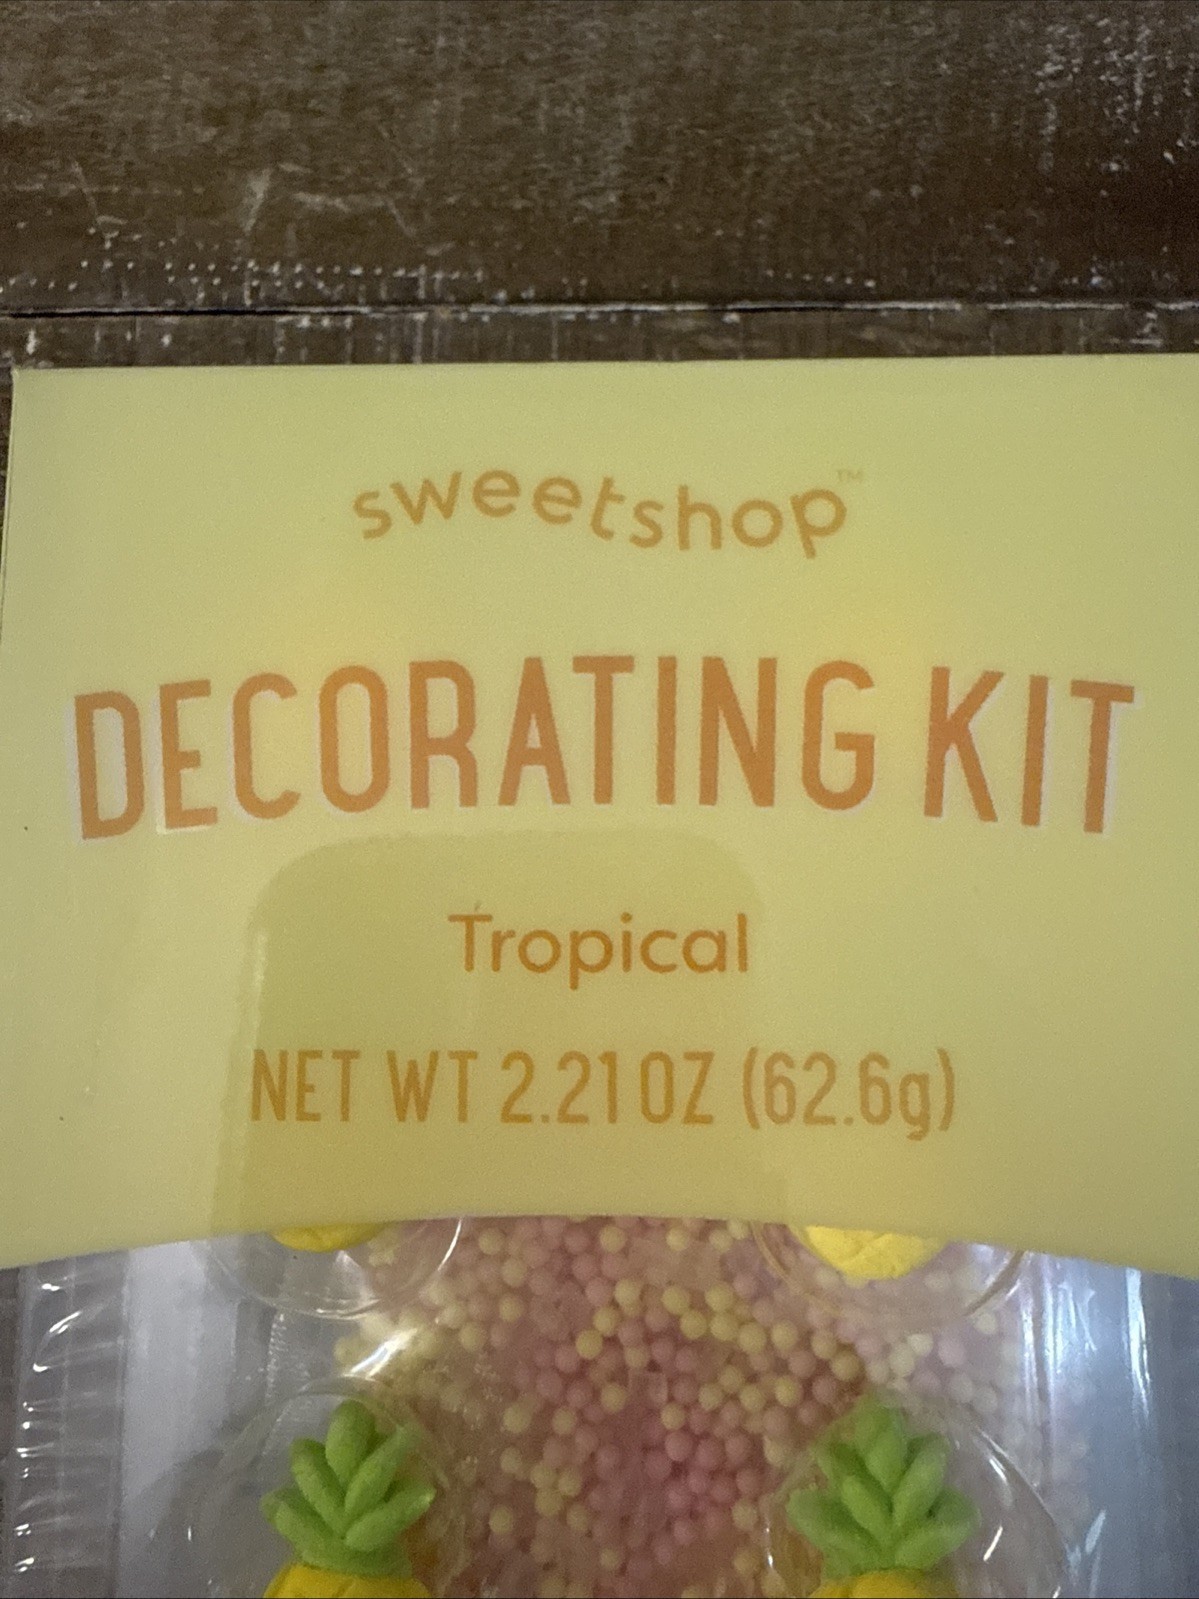 sweetshop™
DECORATING KIT
Tropical
NET WT 2.21 OZ (62.6g)